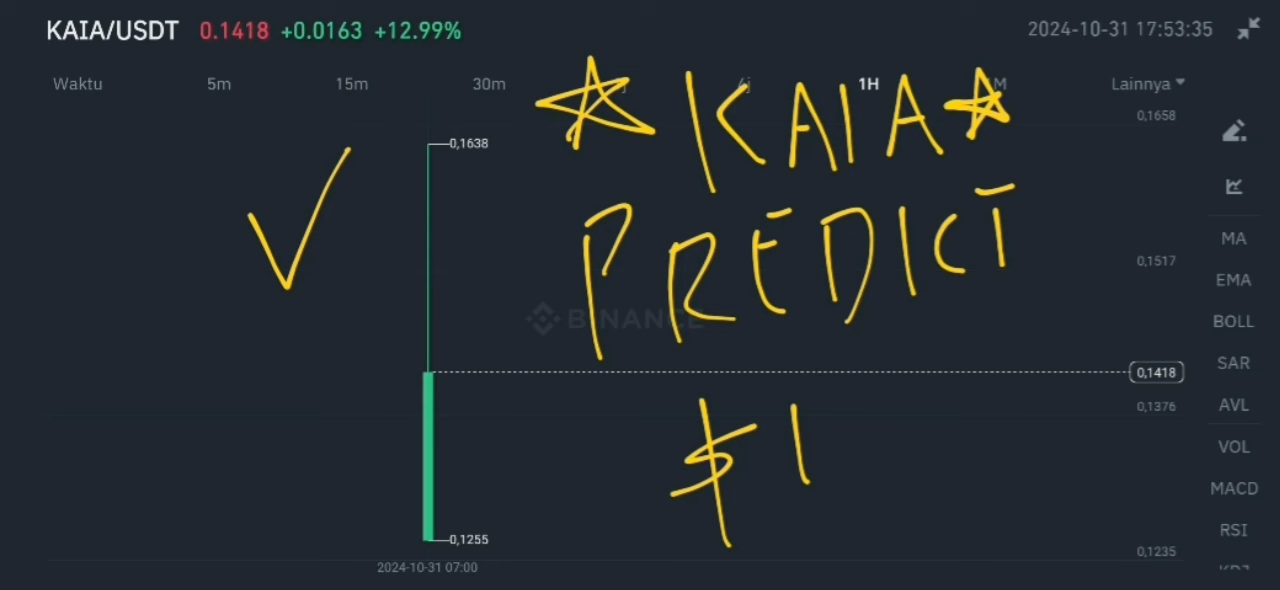 KAIA/USDT 0.1418 +0.0163 +12.99% 2024-10-31 17:53:35
Waktu 5m 15m 30m 1H Lainnya
0,1658
0,1638
KAIA
PREDICT
0,1517
BINANCE
0,1418
0,1376
$1
0,1255
0,1235
2024-10-31 07:00
MA
EMA
BOLL
SAR
AVL
VOL
MACD
RSI